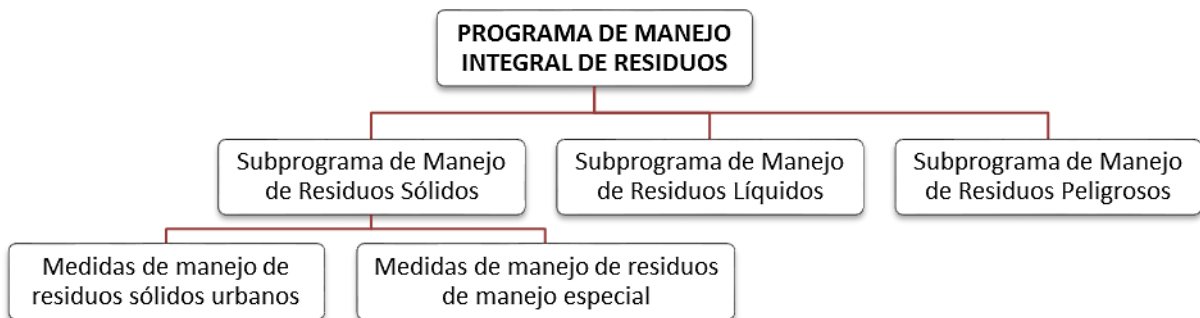 PROGRAMA DE MANEJO
INTEGRAL DE RESIDUOS
Subprograma de Manejo
de Residuos Sólidos
Subprograma de Manejo
de Residuos Líquidos
Subprograma de Manejo
de Residuos Peligrosos
Medidas de manejo de
residuos sólidos urbanos
Medidas de manejo de residuos
de manejo especial